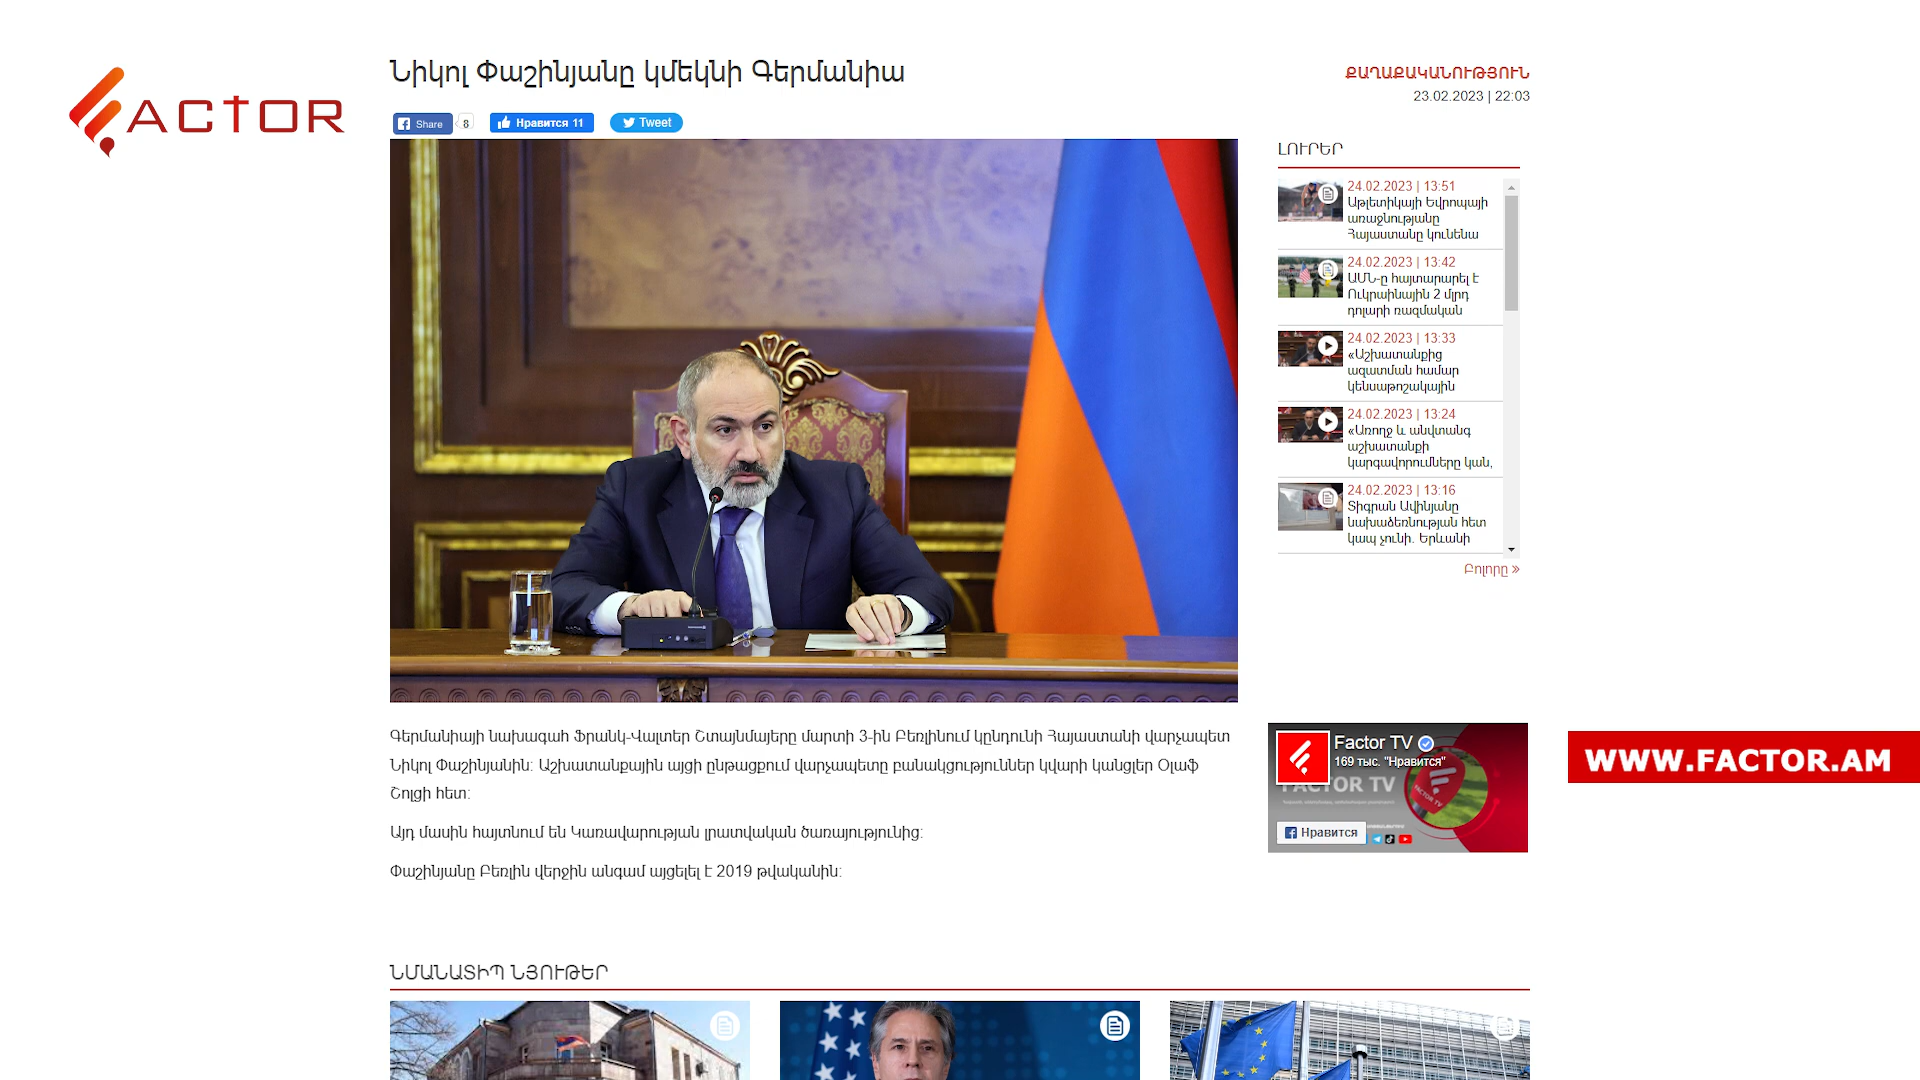 ACTOR
Նիկոլ Փաշինյանը կմեկնի Գերմանիա
ՔԱՂԱՔԱԿԱՆՈՒԹՅՈՒՆ
23.02.2023 | 22:03
Share 8 Нравится 11 Tweet
ԼՈՒՐԵՐ
24.02.2023 | 13:51
Աթլետիկայի Եվրոպայի
առաջնությանը
Հայաստանը կունենա
24.02.2023 | 13:42
ԱՄՆ-ը հայտարարել է
Ուկրաինային 2 մլրդ
դոլարի ռազմական
24.02.2023 | 13:33
«Աշխատանքից
ազատման համար
կենսաթոշակային
24.02.2023 | 13:24
«Առողջ և անվտանգ
աշխատանքի
կարգավորումները կան,
24.02.2023 | 13:16
Տիգրան Ավինյանը
նախաձեռնության հետ
կապ չունի. Երևանի
Բոլորը »
Գերմանիայի նախագահ Ֆրանկ-Վալտեր Շտայնմայերը մարտի 3-ին Բեռլինում կընդունի Հայաստանի վարչապետ
Նիկոլ Փաշինյանին։ Աշխատանքային այցի ընթացքում վարչապետը բանակցություններ կվարի կանցլեր Օլաֆ
Շոլցի հետ։
Այդ մասին հայտնում են Կառավարության լրատվական ծառայությունից։
Փաշինյանը Բեռլին վերջին անգամ այցելել է 2019 թվականին։
Factor TV
169 тыс. "Нравится"
FACTOR TV
FACTOR TV
Нравится
WWW.FACTOR.AM
ՆՄԱՆԱՏԻՊ ՆՅՈՒԹԵՐ